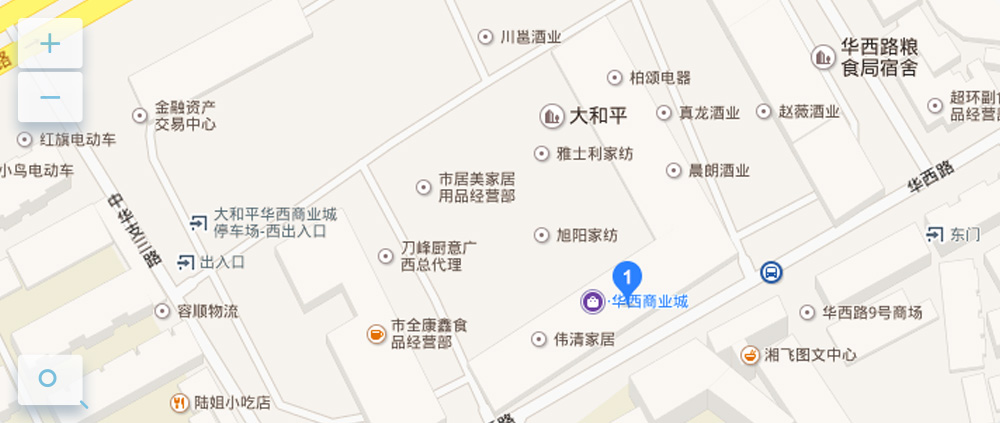 川邕酒业
华西路粮
食局宿舍
柏颂电器
金融资产
交易中心
大和平
真龙酒业
赵薇酒业
超环副食
品经营部
红旗电动车
小鸟电动车
雅士利家纺
晨朗酒业
市居美家居
用品经营部
华西路
中华支三路
大和平华西商业城
停车场-西出入口
旭阳家纺
东门
刀峰厨意广
西总代理
出入口
1
华西商业城
容顺物流
华西路9号商场
市全康鑫食
品经营部
伟清家居
湘飞图文中心
陆姐小吃店
路
路